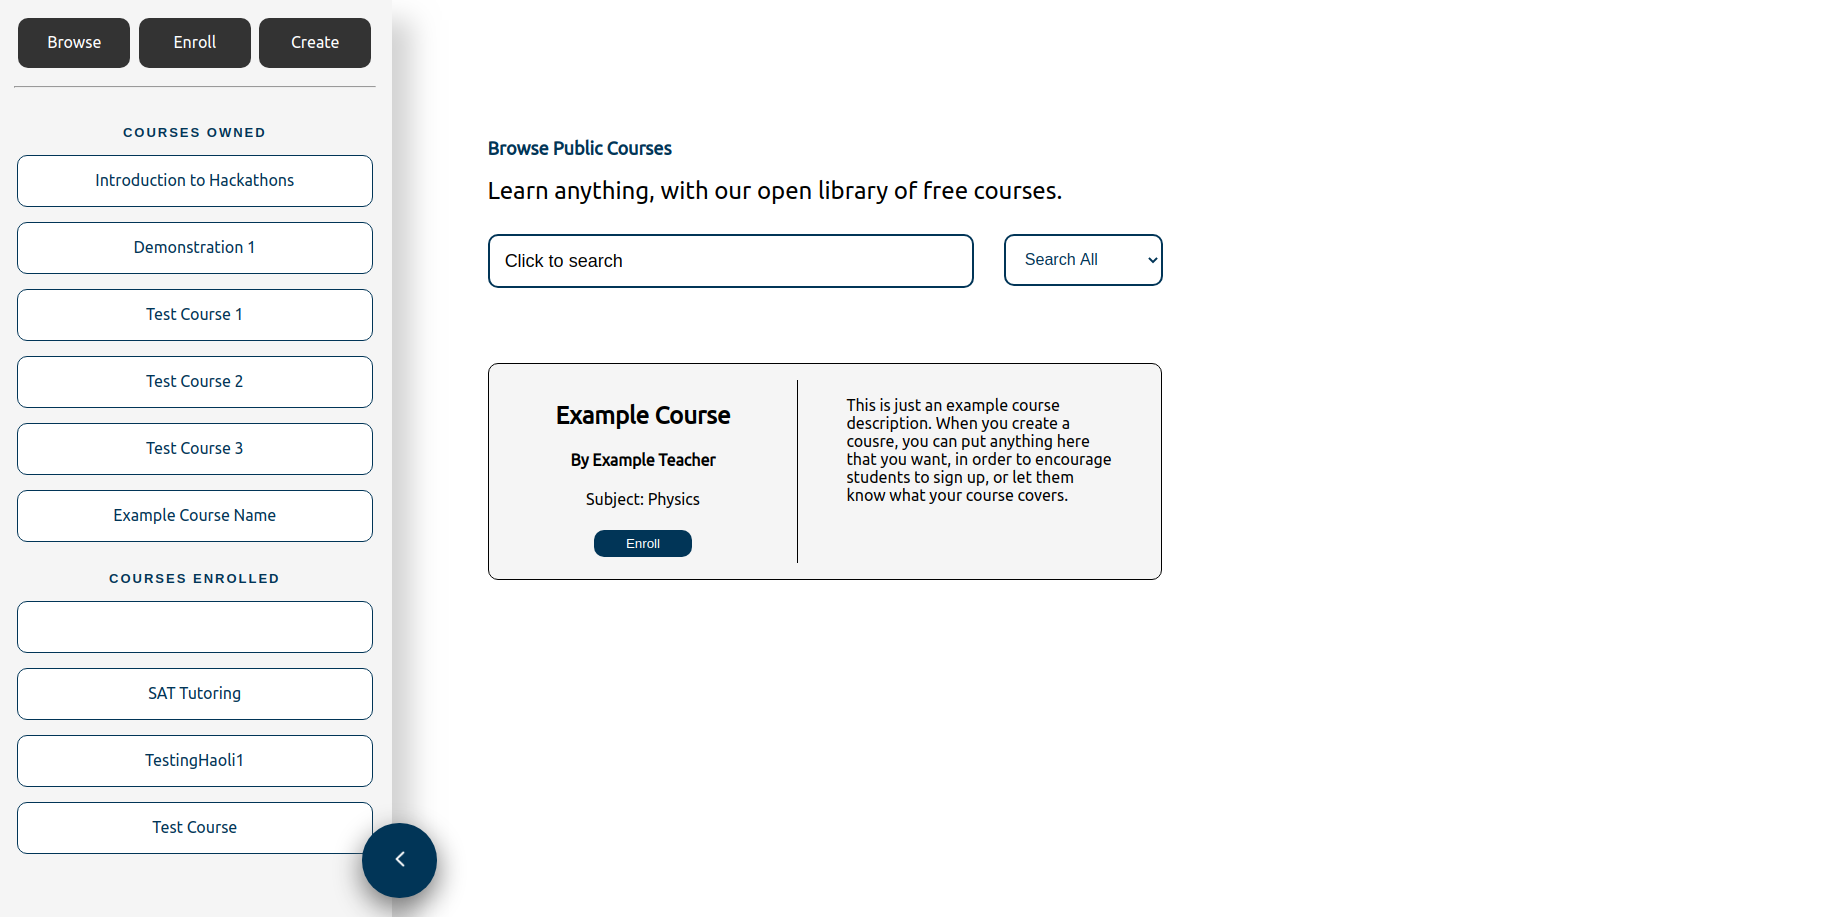 Browse
Enroll
Create
COURSES OWNED
Introduction to Hackathons
Demonstration 1
Test Course 1
Test Course 2
Test Course 3
Example Course Name
COURSES ENROLLED
SAT Tutoring
TestingHaoli1
Test Course
Browse Public Courses
Learn anything, with our open library of free courses.
Click to search
Search All
Example Course
By Example Teacher
Subject: Physics
Enroll
This is just an example course
description. When you create a
cousre, you can put anything here
that you want, in order to encourage
students to sign up, or let them
know what your course covers.